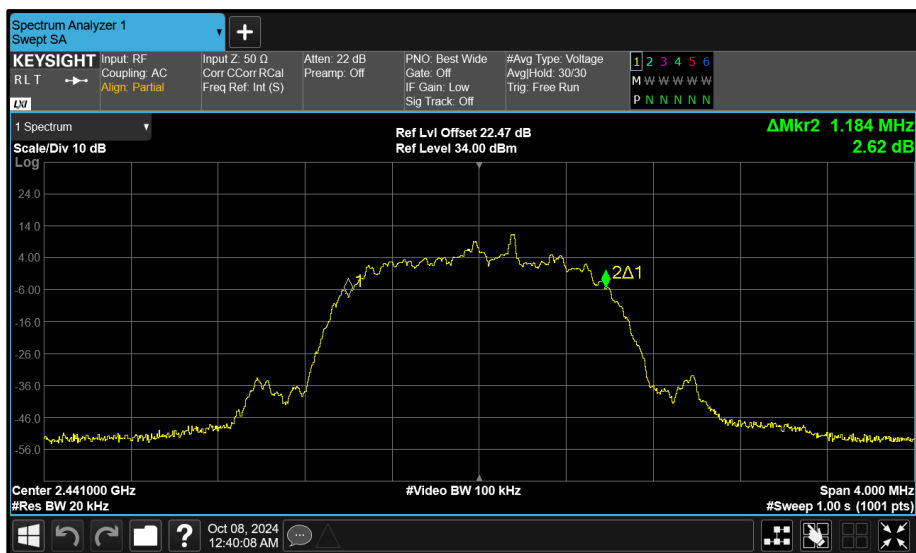 Spectrum Analyzer 1
Swept SA
KEYSIGHT
R L T
LXI
Input: RF
Coupling: AC
Align: Partial
Input Z: 50 Ω
Corr CCorr RCal
Freq Ref: Int (S)
Atten: 22 dB
Preamp: Off
PNO: Best Wide
Gate: Off
IF Gain: Low
Sig Track: Off
#Avg Type: Voltage
Avg|Hold: 30/30
Trig: Free Run
1 2 3 4 5 6
M W W W W W
P N N N N N
1 Spectrum
Scale/Div 10 dB
Log
Ref Lvl Offset 22.47 dB
Ref Level 34.00 dBm
ΔMkr2 1.184 MHz
2.62 dB
24.0
14.0
4.00
-6.00
-16.0
-26.0
-36.0
-46.0
-56.0
1
2Δ1
Center 2.441000 GHz
#Res BW 20 kHz
#Video BW 100 kHz
Span 4.000 MHz
#Sweep 1.00 s (1001 pts)
Oct 08, 2024
12:40:08 AM